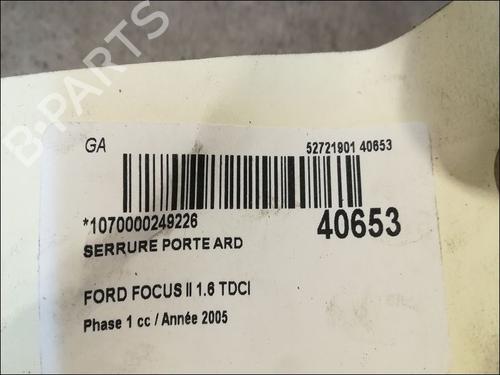 B-PARTS
GA
52721901 40653
*1070000249226
40653
SERRURE PORTE ARD
FORD FOCUS II 1.6 TDCI
Phase 1 cc / Année 2005